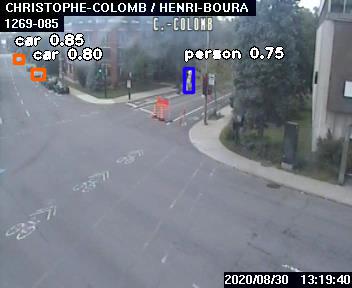 CHRISTOPHE-COLOMB / HENRI-BOURA
1269-085
C.-COLOMB
car 0.85
car 0.80
person 0.75
2020/08/30 13:19:40